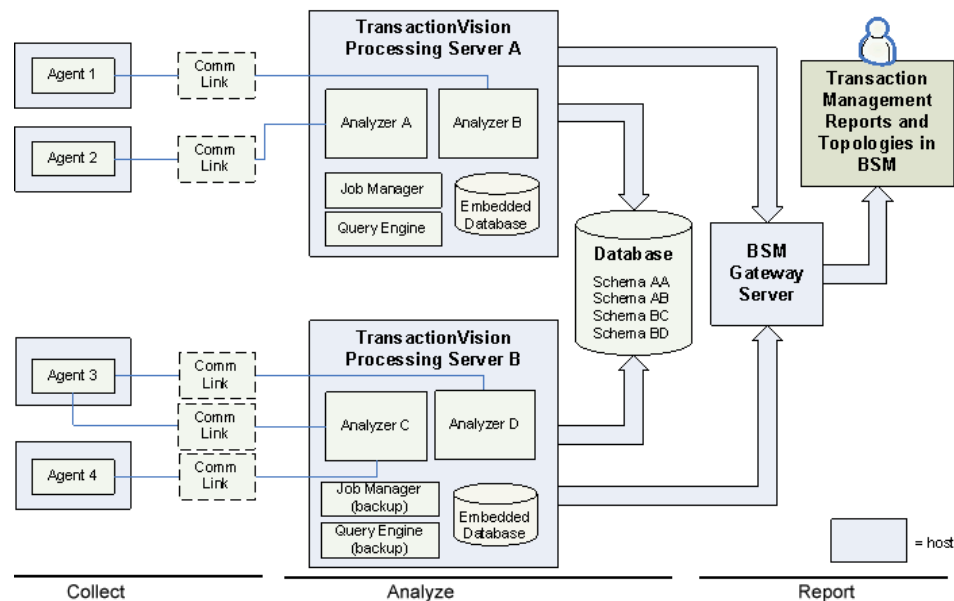 TransactionVision
Processing Server A
Agent 1
Comm
Link
Agent 2
Comm
Link
Analyzer A
Analyzer B
Job Manager
Query Engine
Embedded
Database
Transaction
Management
Reports and
Topologies in
BSM
Database
Schema AA
Schema AB
Schema BC
Schema BD
BSM
Gateway
Server
TransactionVision
Processing Server B
Agent 3
Comm
Link
Comm
Link
Agent 4
Comm
Link
Analyzer C
Analyzer D
Job Manager
(backup)
Query Engine
(backup)
Embedded
Database
= host
Collect
Analyze
Report